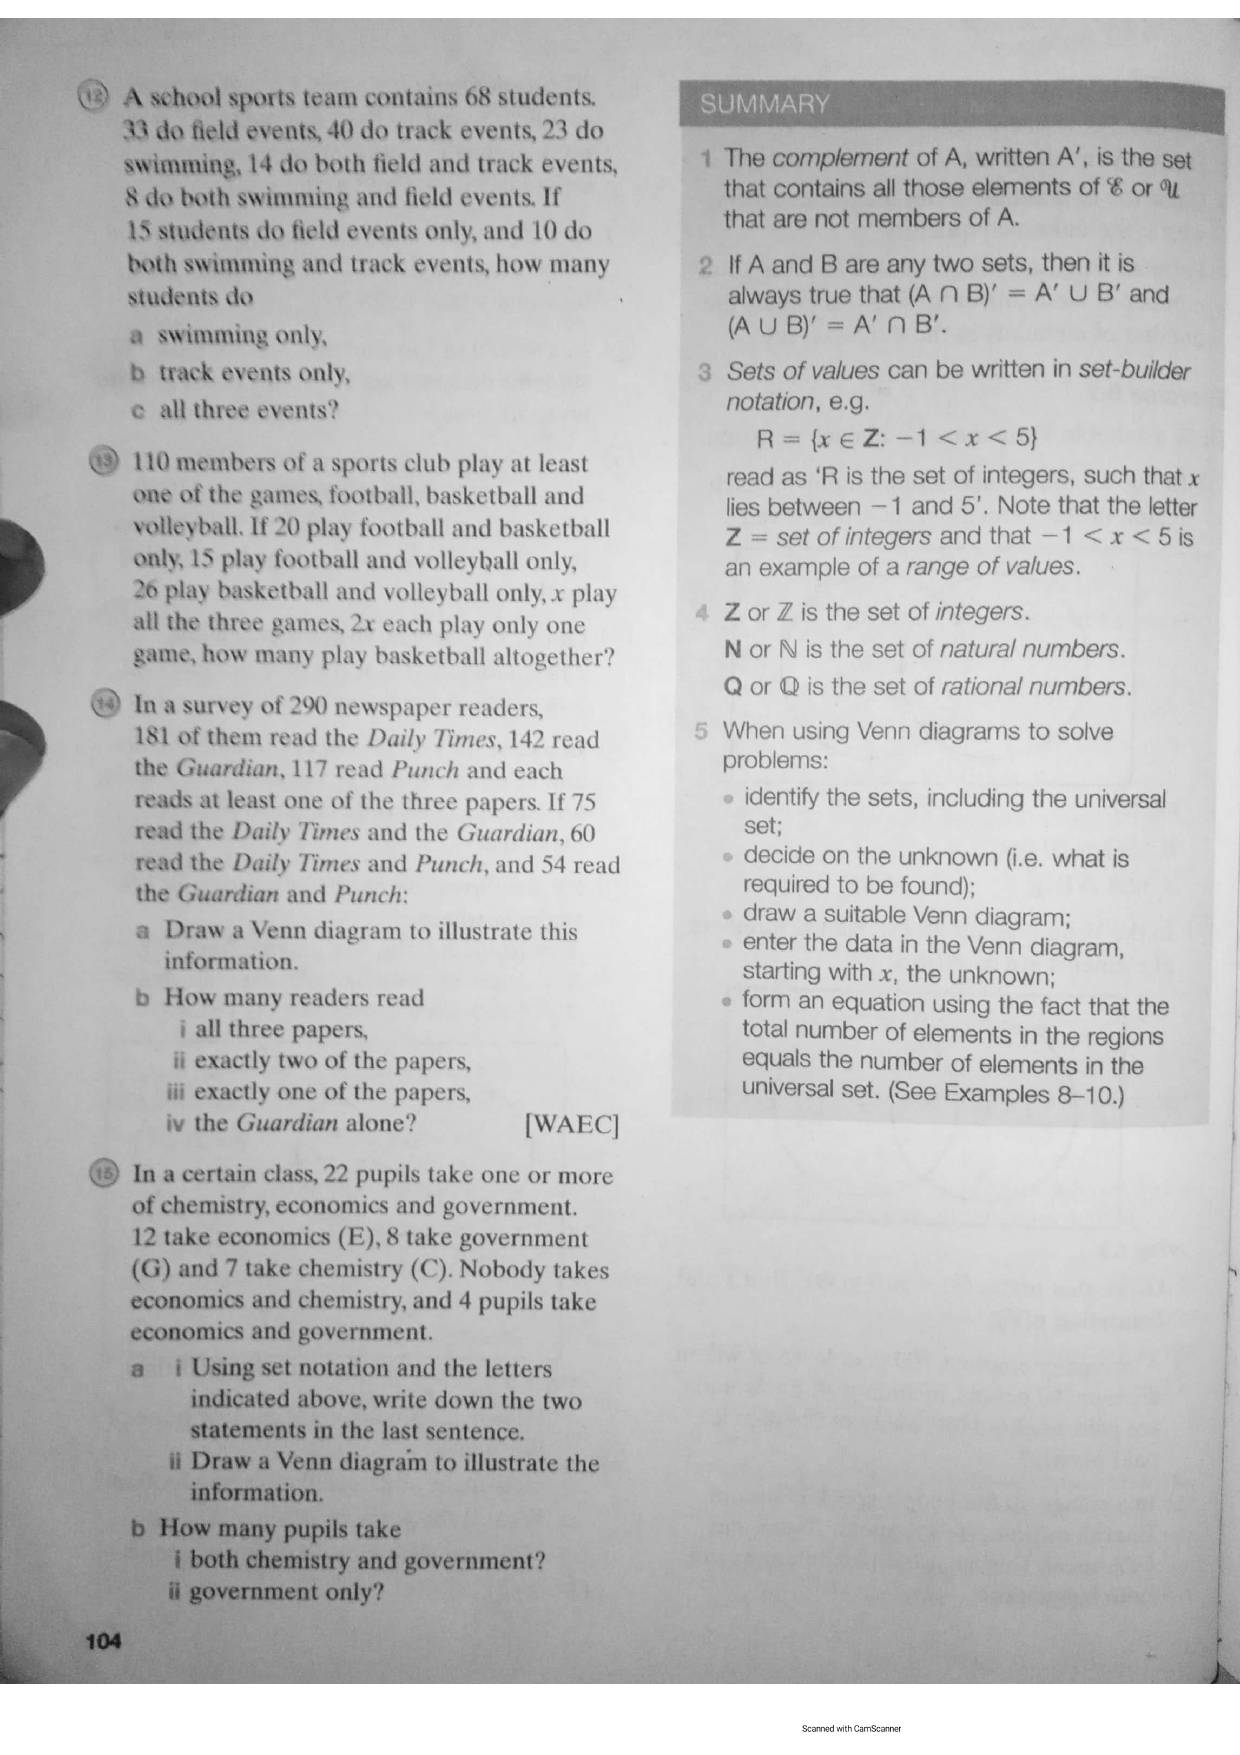 12 A school sports team contains 68 students.
33 do field events, 40 do track events, 23 do
swimming, 14 do both field and track events,
8 do both swimming and field events. If
15 students do field events only, and 10 do
both swimming and track events, how many
students do
a swimming only,
b track events only,
c all three events?
13 110 members of a sports club play at least
one of the games, football, basketball and
volleyball. If 20 play football and basketball
only, 15 play football and volleyball only,
26 play basketball and volleyball only, x play
all the three games, 2x each play only one
game, how many play basketball altogether?
14 In a survey of 290 newspaper readers,
181 of them read the Daily Times, 142 read
the Guardian, 117 read Punch and each
reads at least one of the three papers. If 75
read the Daily Times and the Guardian, 60
read the Daily Times and Punch, and 54 read
the Guardian and Punch:
a Draw a Venn diagram to illustrate this
information.
b How many readers read
i all three papers,
ii exactly two of the papers,
iii exactly one of the papers,
iv the Guardian alone? [WAEC]
15 In a certain class, 22 pupils take one or more
of chemistry, economics and government.
12 take economics (E), 8 take government
(G) and 7 take chemistry (C). Nobody takes
economics and chemistry, and 4 pupils take
economics and government.
a i Using set notation and the letters
indicated above, write down the two
statements in the last sentence.
ii Draw a Venn diagram to illustrate the
information.
b How many pupils take
i both chemistry and government?
ii government only?
104
SUMMARY
1 The complement of A, written A′, is the set
that contains all those elements of ℰ or 𝒰
that are not members of A.
2 If A and B are any two sets, then it is
always true that (A ∩ B)′ = A′ ∪ B′ and
(A ∪ B)′ = A′ ∩ B′.
3 Sets of values can be written in set-builder
notation, e.g.
R = {x ∈ Z: −1 < x < 5}
read as ‘R is the set of integers, such that x
lies between −1 and 5’. Note that the letter
Z = set of integers and that −1 < x < 5 is
an example of a range of values.
4 Z or ℤ is the set of integers.
N or ℕ is the set of natural numbers.
Q or ℚ is the set of rational numbers.
5 When using Venn diagrams to solve
problems:
• identify the sets, including the universal
set;
• decide on the unknown (i.e. what is
required to be found);
• draw a suitable Venn diagram;
• enter the data in the Venn diagram,
starting with x, the unknown;
• form an equation using the fact that the
total number of elements in the regions
equals the number of elements in the
universal set. (See Examples 8–10.)
Scanned with CamScanner